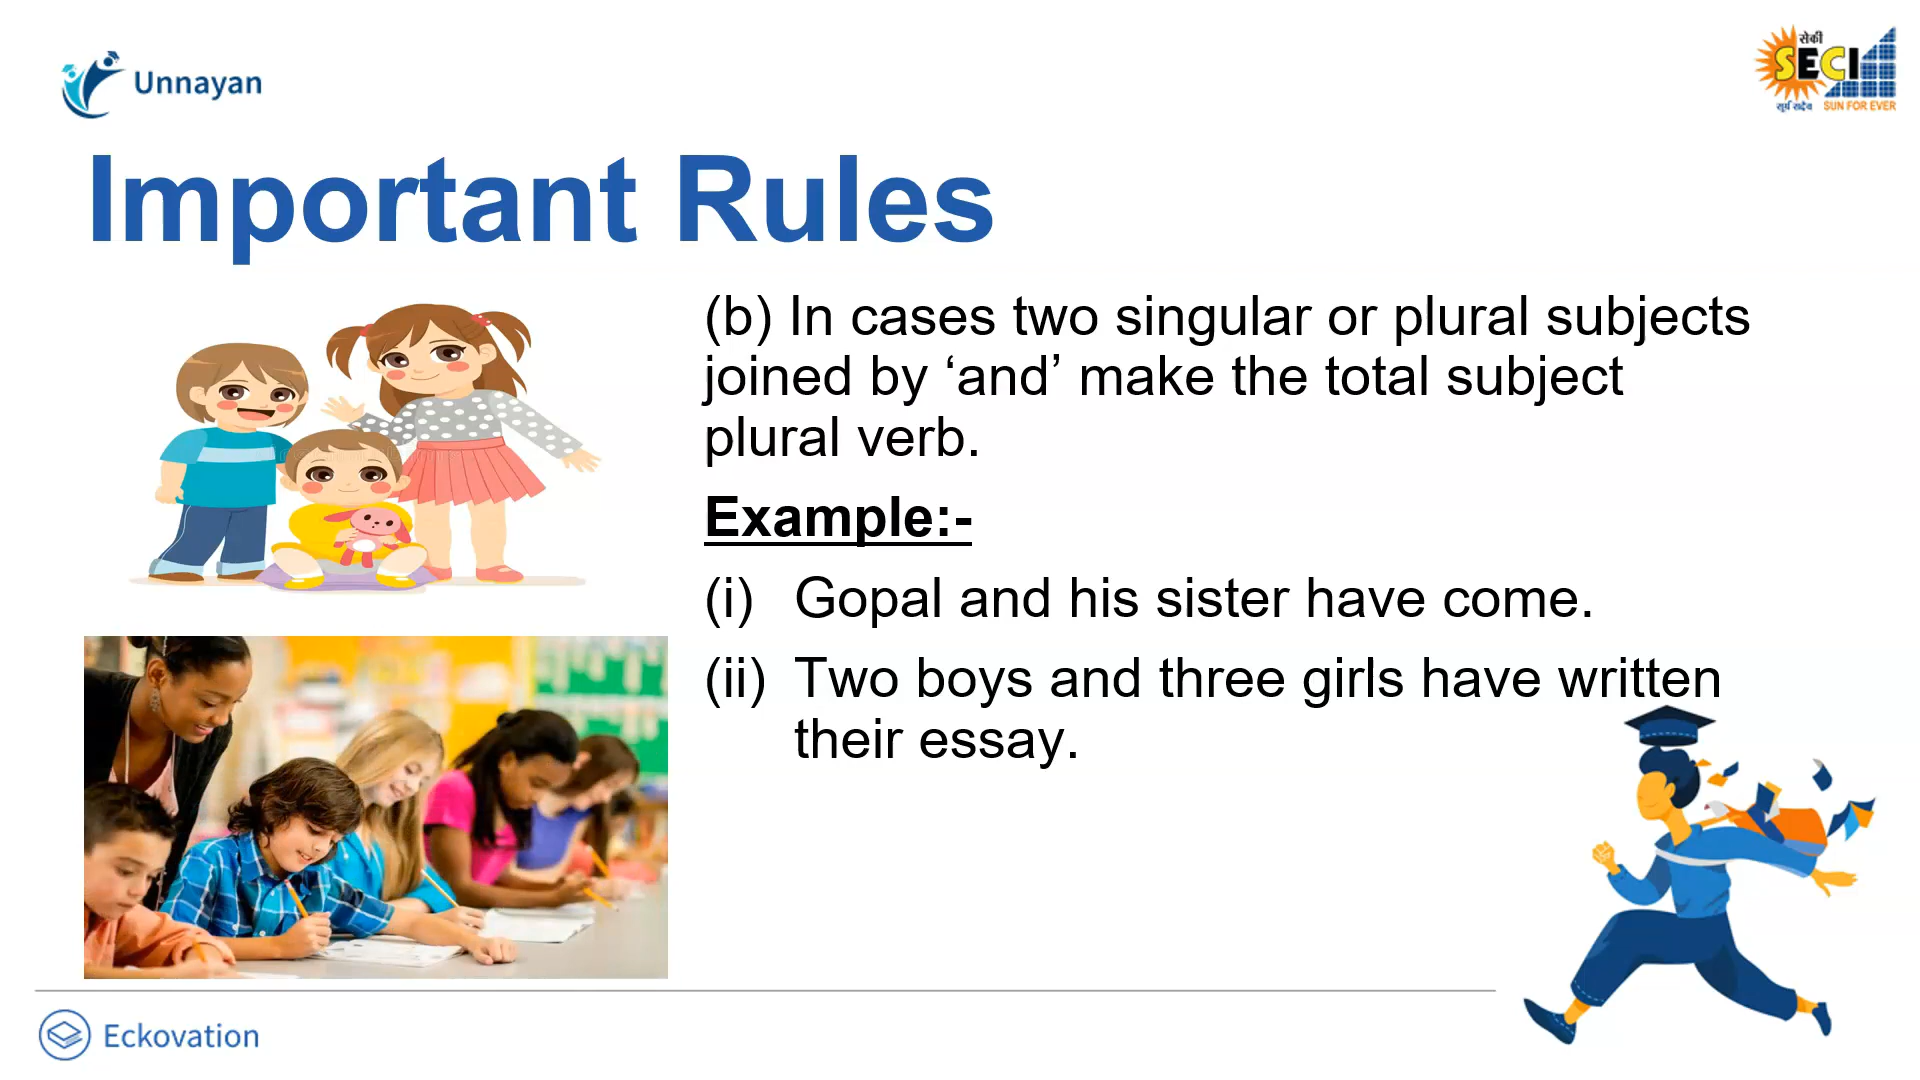 Unnayan
सेकी
SECI
सूर्य सदैव SUN FOR EVER
Important Rules
(b) In cases two singular or plural subjects
joined by ‘and’ make the total subject
plural verb.
Example:-
(i) Gopal and his sister have come.
(ii) Two boys and three girls have written
their essay.
Eckovation